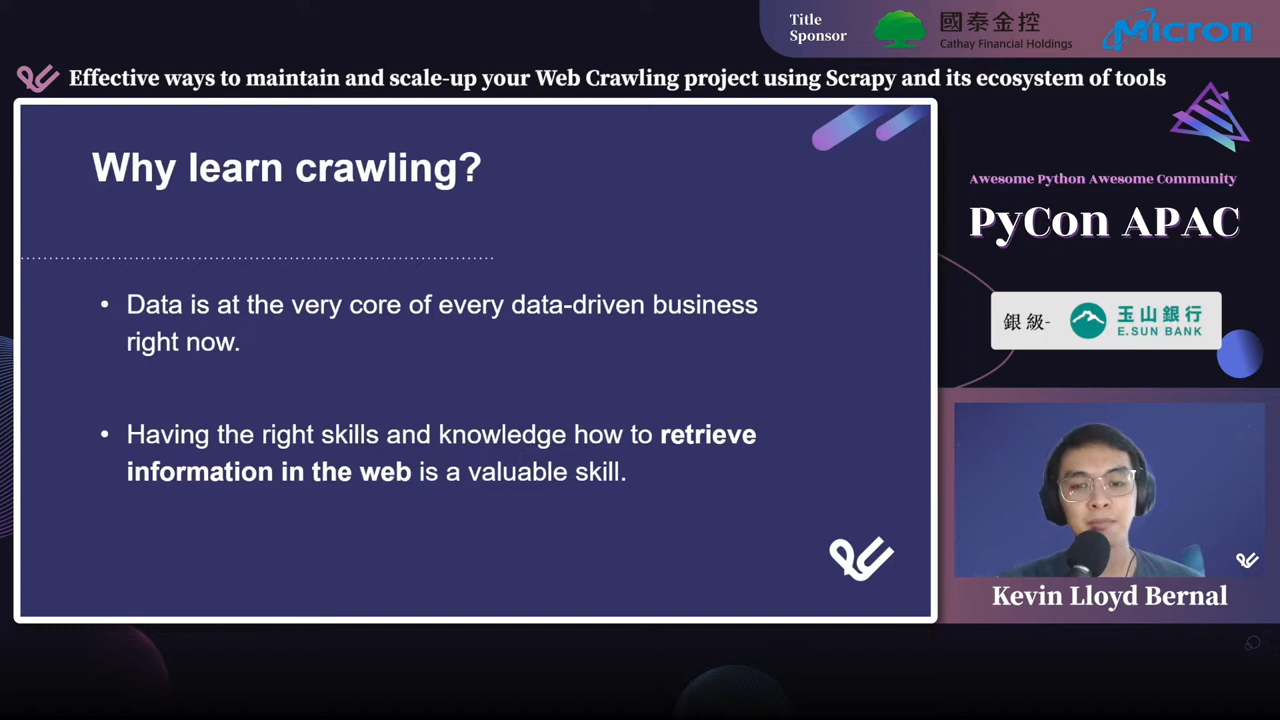 Title
Sponsor
國泰金控
Cathay Financial Holdings
Micron
Effective ways to maintain and scale-up your Web Crawling project using Scrapy and its ecosystem of tools
Why learn crawling?
• Data is at the very core of every data-driven business
right now.
• Having the right skills and knowledge how to retrieve
information in the web is a valuable skill.
Awesome Python Awesome Community
PyCon APAC
銀級-
玉山銀行
E.SUN BANK
Kevin Lloyd Bernal